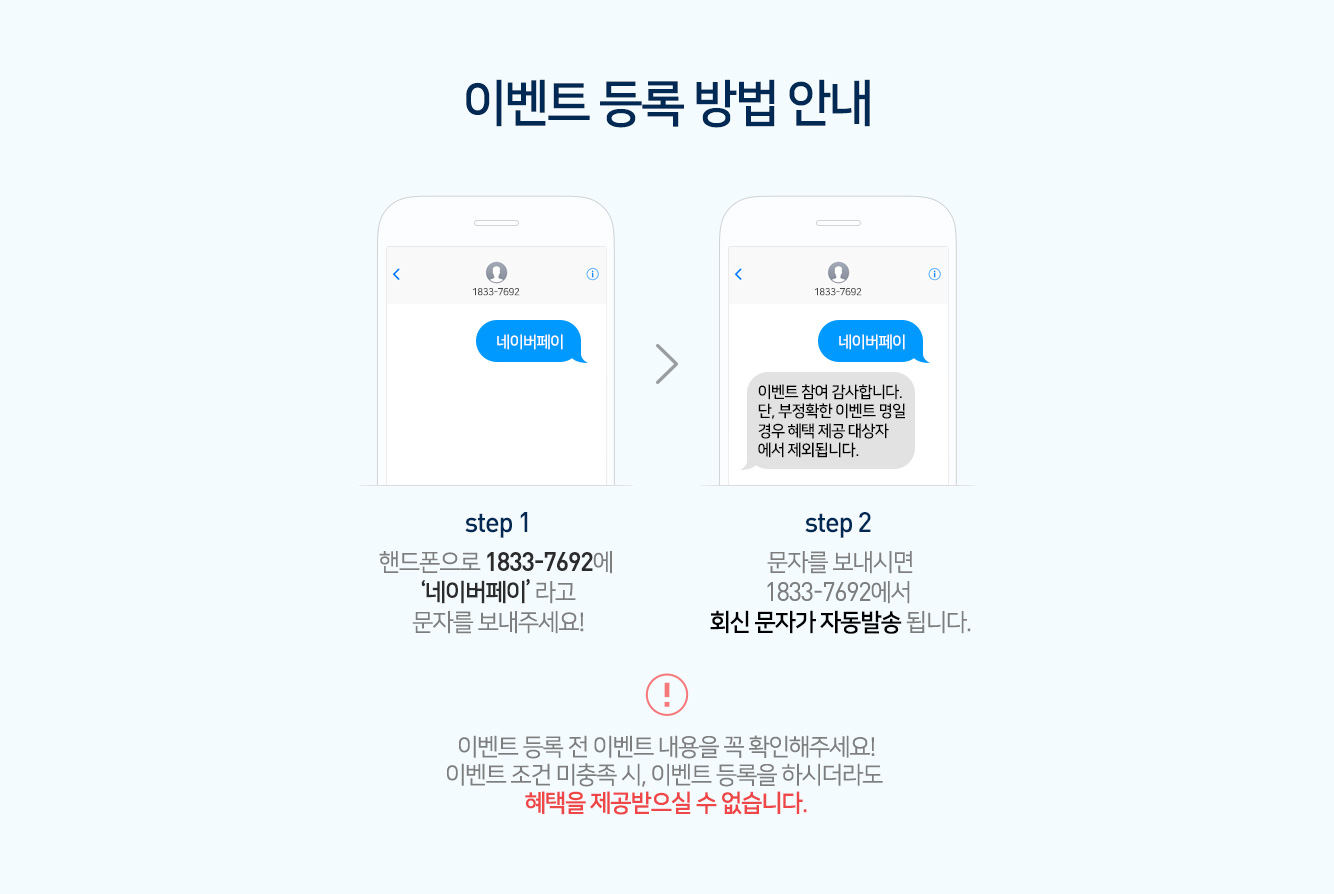 이벤트 등록 방법 안내
1833-7692
네이버페이
step 1
핸드폰으로 1833-7692에
‘네이버페이’ 라고
문자를 보내주세요!
1833-7692
네이버페이
이벤트 참여 감사합니다.
단, 부정확한 이벤트 명일
경우 혜택 제공 대상자
에서 제외됩니다.
step 2
문자를 보내시면
1833-7692에서
회신 문자가 자동발송 됩니다.
이벤트 등록 전 이벤트 내용을 꼭 확인해주세요!
이벤트 조건 미충족 시, 이벤트 등록을 하시더라도
혜택을 제공받으실 수 없습니다.